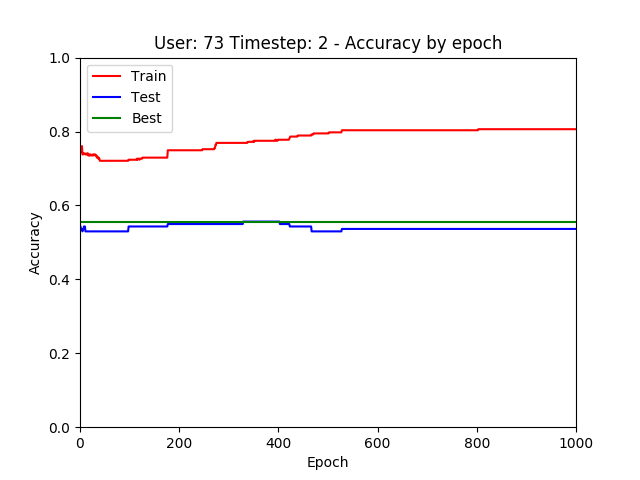 User: 73 Timestep: 2 - Accuracy by epoch
1.0
0.8
0.6
0.4
0.2
0.0
Accuracy
Train
Test
Best
0 200 400 600 800 1000
Epoch